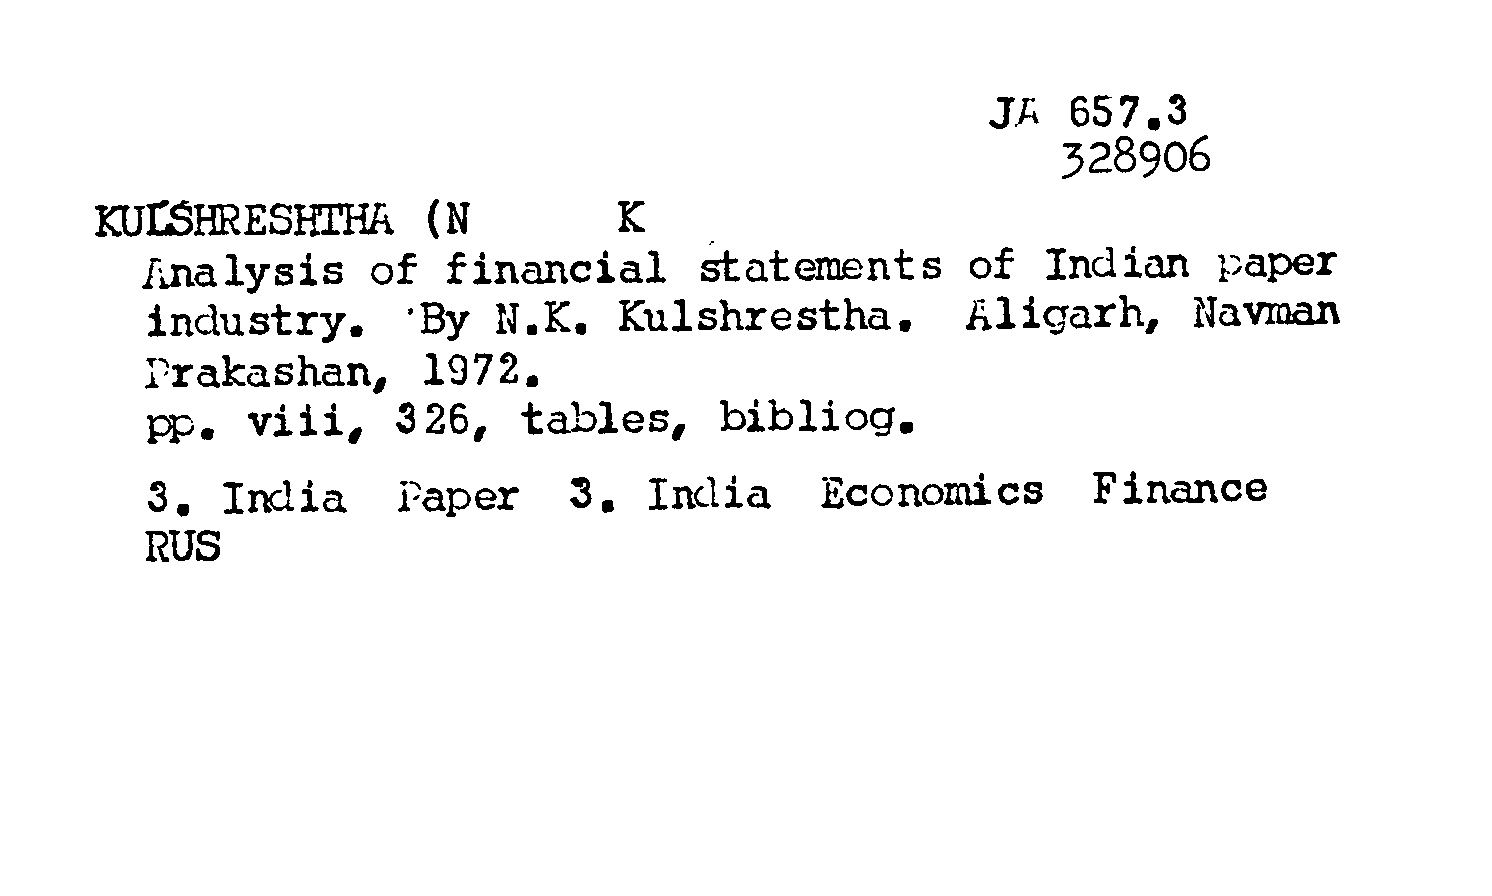 JA 657.3
328906
KULSHRESHTHA (N K
Analysis of financial statements of Indian paper
industry. By N.K. Kulshrestha. Aligarh, Navman
Prakashan, 1972.
pp. viii, 326, tables, bibliog.
3. India Paper 3. India Economics Finance
RUS